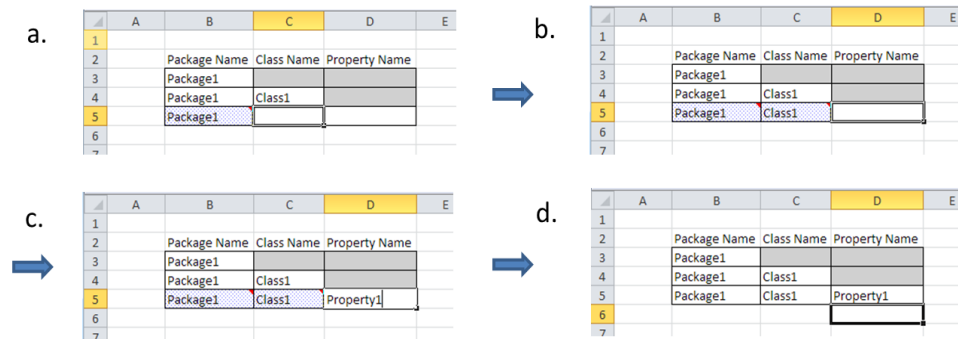 a.
A B C D E
1
2 Package Name Class Name Property Name
3 Package1
4 Package1 Class1
5 Package1
6
7
b.
A B C D E
1
2 Package Name Class Name Property Name
3 Package1
4 Package1 Class1
5 Package1 Class1
6
7
c.
A B C D E
1
2 Package Name Class Name Property Name
3 Package1
4 Package1 Class1
5 Package1 Class1 Property1
6
7
d.
A B C D E
1
2 Package Name Class Name Property Name
3 Package1
4 Package1 Class1
5 Package1 Class1 Property1
6
7